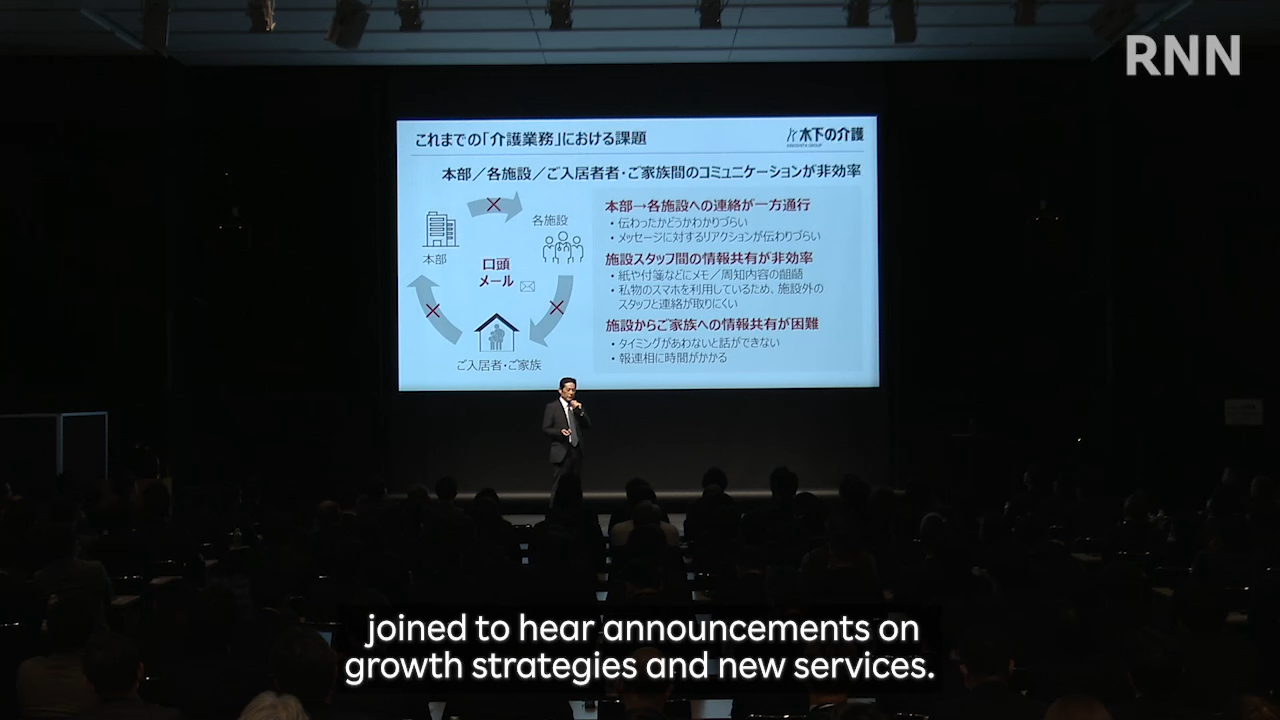 RNN
これまでの「介護業務」における課題
木下の介護
KINOSHITA GROUP
本部／各施設／ご入居者者・ご家族間のコミュニケーションが非効率
本部
各施設
口頭
メール
ご入居者・ご家族
本部→各施設への連絡が一方通行
・伝わったかどうかわかりづらい
・メッセージに対するリアクションが伝わりづらい
施設スタッフ間の情報共有が非効率
・紙や付箋などにメモ／周知内容の齟齬
・私物のスマホを利用しているため、施設外の
スタッフと連絡が取りにくい
施設からご家族への情報共有が困難
・タイミングがあわないと話ができない
・報連相に時間がかかる
joined to hear announcements on
growth strategies and new services.